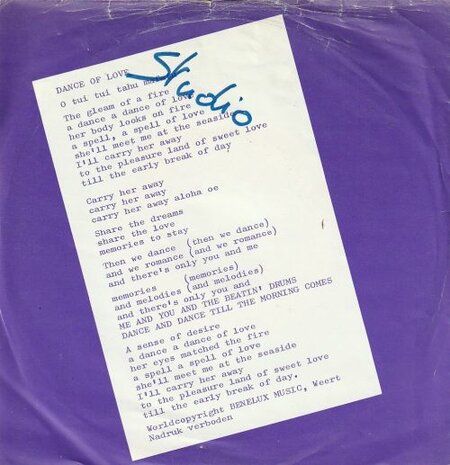 DANCE OF LOVE
Studio
O tui tui tahu
The gleam of a fire
a dance a dance of love
her body looks on fire
a spell, a spell of love
she'll meet me at the seaside
I'll carry her away
to the pleasure land of sweet love
till the early break of day
Carry her away
carry her away
carry her away aloha oe
Share the dreams
share the love
memories to stay
Then we dance (then we dance)
and we romance (and we romance)
and there's only you and me
memories (memories)
and melodies (and melodies)
and there's only you and
ME AND YOU AND THE BEATIN' DRUMS
DANCE AND DANCE TILL THE MORNING COMES
A sense of desire
a dance a dance of love
her eyes matched the fire
a spell a spell of love
she'll meet me at the seaside
I'll carry her away
to the pleasure land of sweet love
till the early break of day.
Worldcopyright BENELUX MUSIC, Weert
Nadruk verboden